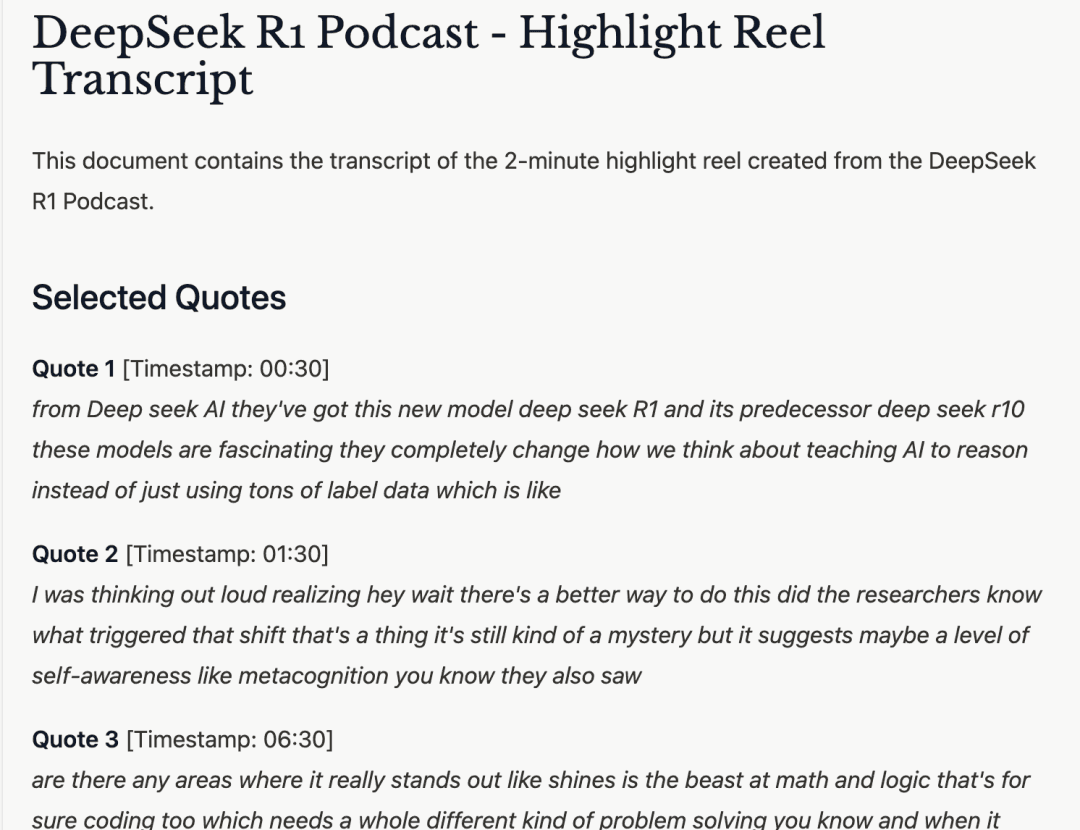 DeepSeek R1 Podcast - Highlight Reel
Transcript
This document contains the transcript of the 2-minute highlight reel created from the DeepSeek
R1 Podcast.
Selected Quotes
Quote 1 [Timestamp: 00:30]
from Deep seek AI they've got this new model deep seek R1 and its predecessor deep seek r10
these models are fascinating they completely change how we think about teaching AI to reason
instead of just using tons of label data which is like
Quote 2 [Timestamp: 01:30]
I was thinking out loud realizing hey wait there's a better way to do this did the researchers know
what triggered that shift that's a thing it's still kind of a mystery but it suggests maybe a level of
self-awareness like metacognition you know they also saw
Quote 3 [Timestamp: 06:30]
are there any areas where it really stands out like shines is the beast at math and logic that's for
sure coding too which needs a whole different kind of problem solving you know and when it